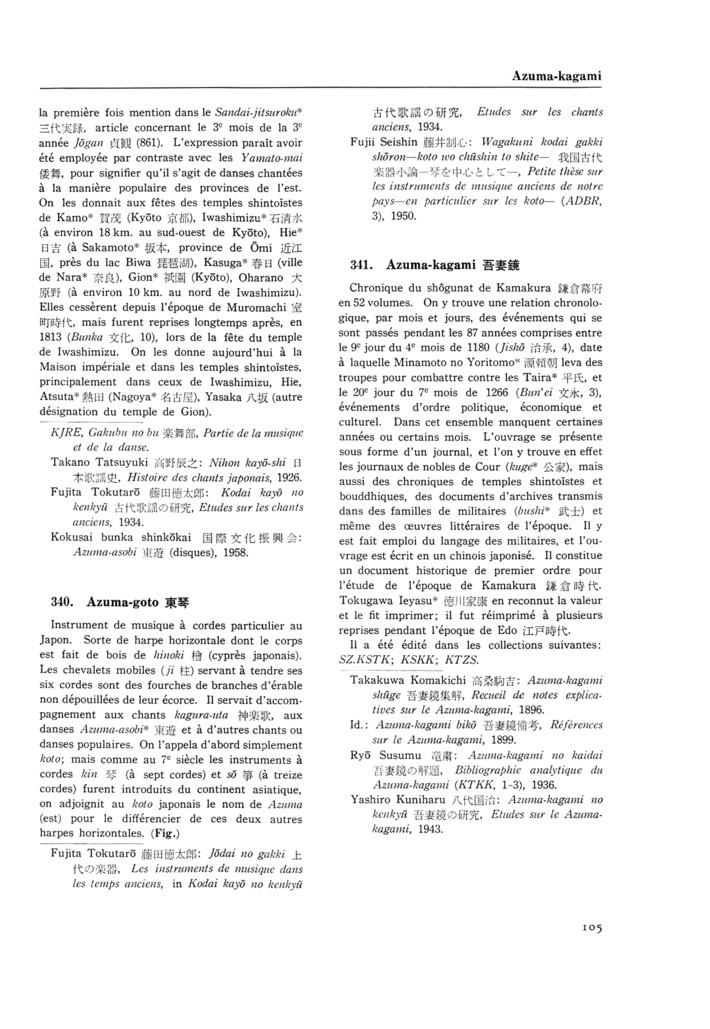 Azuma-kagami
la première fois mention dans le Sandai-jitsuroku*
三代実録, article concernant le 3e mois de la 3e
année Jōgan 貞観 (861). L'expression paraît avoir
été employée par contraste avec les Yamato-mai
倭舞, pour signifier qu'il s'agit de danses chantées
à la manière populaire des provinces de l'est.
On les donnait aux fêtes des temples shintoïstes
de Kamo* 賀茂 (Kyōto 京都), Iwashimizu* 石清水
(à environ 18 km. au sud-ouest de Kyōto), Hie*
日吉 (à Sakamoto* 坂本, province de Ōmi 近江
国, près du lac Biwa 琵琶湖), Kasuga* 春日 (ville
de Nara* 奈良), Gion* 祇園 (Kyōto), Oharano 大
原野 (à environ 10 km. au nord de Iwashimizu).
Elles cessèrent depuis l'époque de Muromachi 室
町時代, mais furent reprises longtemps après, en
1813 (Bunka 文化, 10), lors de la fête du temple
de Iwashimizu. On les donne aujourd'hui à la
Maison impériale et dans les temples shintoïstes,
principalement dans ceux de Iwashimizu, Hie,
Atsuta* 熱田 (Nagoya* 名古屋), Yasaka 八坂 (autre
désignation du temple de Gion).
KJRE, Gakubu no bu 楽舞部, Partie de la musique
et de la danse.
Takano Tatsuyuki 高野辰之: Nihon kayō-shi 日
本歌謡史, Histoire des chants japonais, 1926.
Fujita Tokutarō 藤田徳太郎: Kodai kayō no
kenkyū 古代歌謡の研究, Etudes sur les chants
anciens, 1934.
Kokusai bunka shinkōkai 国際文化振興会:
Azuma-asobi 東遊 (disques), 1958.
340. Azuma-goto 東琴
Instrument de musique à cordes particulier au
Japon. Sorte de harpe horizontale dont le corps
est fait de bois de hinoki 檜 (cyprès japonais).
Les chevalets mobiles (ji 柱) servant à tendre ses
six cordes sont des fourches de branches d'érable
non dépouillées de leur écorce. Il servait d'accom-
pagnement aux chants kagura-uta 神楽歌, aux
danses Azuma-asobi* 東遊 et à d'autres chants ou
danses populaires. On l'appela d'abord simplement
koto; mais comme au 7e siècle les instruments à
cordes kin 琴 (à sept cordes) et sō 箏 (à treize
cordes) furent introduits du continent asiatique,
on adjoignit au koto japonais le nom de Azuma
(est) pour le différencier de ces deux autres
harpes horizontales. (Fig.)
Fujita Tokutarō 藤田徳太郎: Jōdai no gakki 上
代の楽器, Les instruments de musique dans
les temps anciens, in Kodai kayō no kenkyū
古代歌謡の研究, Etudes sur les chants
anciens, 1934.
Fujii Seishin 藤井制心: Wagakuni kodai gakki
shōron—koto wo chūshin to shite— 我国古代
楽器小論—琴を中心として—, Petite thèse sur
les instruments de musique anciens de notre
pays—en particulier sur les koto— (ADBR,
3), 1950.
341. Azuma-kagami 吾妻鏡
Chronique du shôgunat de Kamakura 鎌倉幕府
en 52 volumes. On y trouve une relation chronolo-
gique, par mois et jours, des événements qui se
sont passés pendant les 87 années comprises entre
le 9e jour du 4e mois de 1180 (Jishō 治承, 4), date
à laquelle Minamoto no Yoritomo* 源頼朝 leva des
troupes pour combattre contre les Taira* 平氏, et
le 20e jour du 7e mois de 1266 (Bun'ei 文永, 3),
événements d'ordre politique, économique et
culturel. Dans cet ensemble manquent certaines
années ou certains mois. L'ouvrage se présente
sous forme d'un journal, et l'on y trouve en effet
les journaux de nobles de Cour (kuge* 公家), mais
aussi des chroniques de temples shintoïstes et
bouddhiques, des documents d'archives transmis
dans des familles de militaires (bushi* 武士) et
même des œuvres littéraires de l'époque. Il y
est fait emploi du langage des militaires, et l'ou-
vrage est écrit en un chinois japonisé. Il constitue
un document historique de premier ordre pour
l'étude de l'époque de Kamakura 鎌倉時代.
Tokugawa Ieyasu* 徳川家康 en reconnut la valeur
et le fit imprimer; il fut réimprimé à plusieurs
reprises pendant l'époque de Edo 江戸時代.
Il a été édité dans les collections suivantes:
SZ.KSTK; KSKK; KTZS.
Takakuwa Komakichi 高桑駒吉: Azuma-kagami
shūge 吾妻鏡集解, Recueil de notes explica-
tives sur le Azuma-kagami, 1896.
Id.: Azuma-kagami bikō 吾妻鏡備考, Références
sur le Azuma-kagami, 1899.
Ryō Susumu 竜粛: Azuma-kagami no kaidai
吾妻鏡の解題, Bibliographie analytique du
Azuma-kagami (KTKK, 1–3), 1936.
Yashiro Kuniharu 八代国治: Azuma-kagami no
kenkyū 吾妻鏡の研究, Etudes sur le Azuma-
kagami, 1943.
105